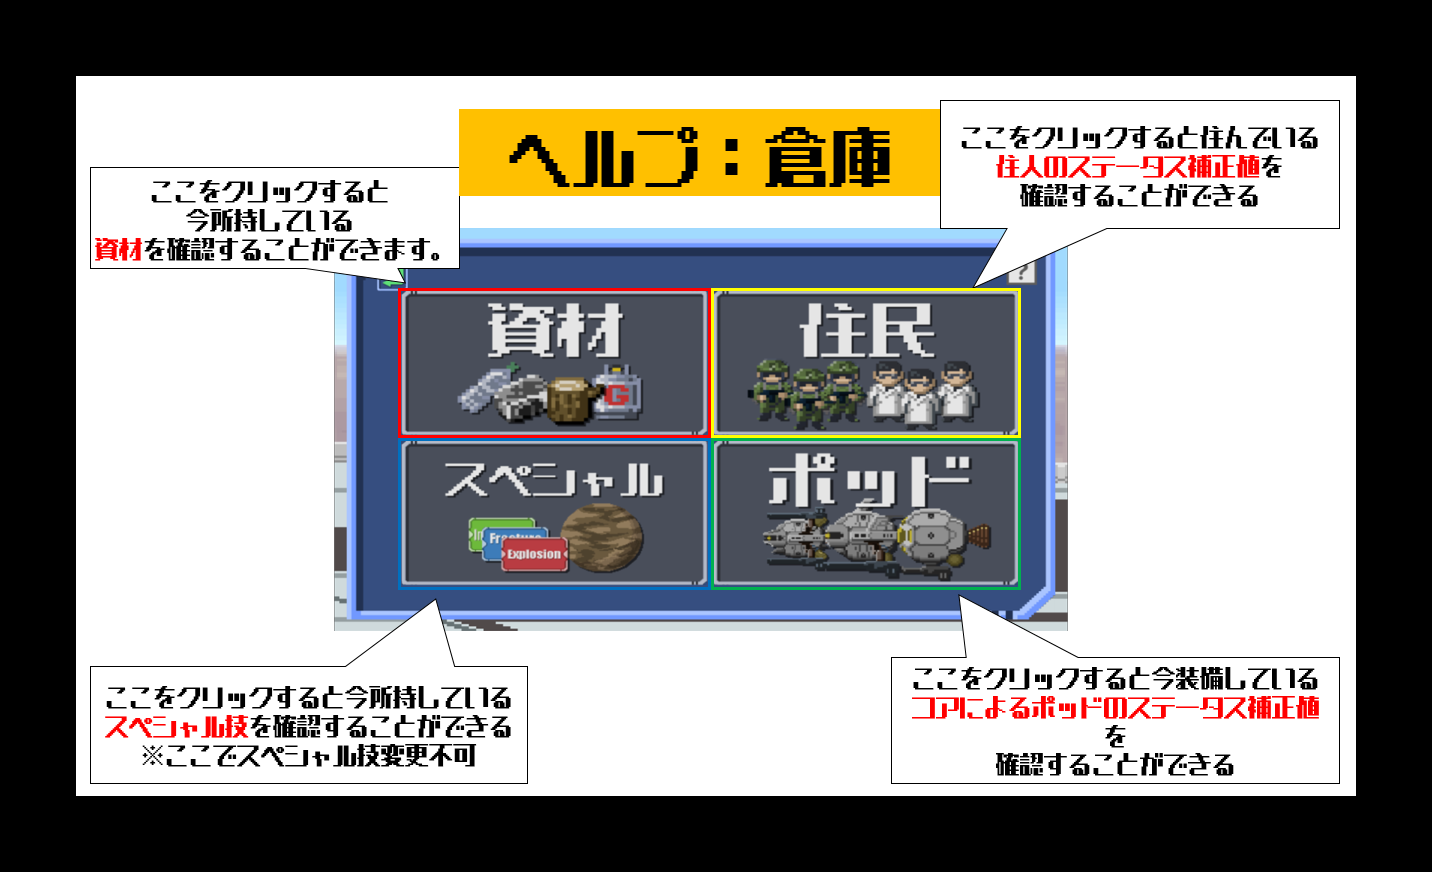 ヘルプ：倉庫
ここをクリックすると
今所持している
資材を確認することができます。
ここをクリックすると住んでいる
住人のステータス補正値を
確認することができる
?
資材
住民
G
スペシャル
ポッド
In
Fracture
Explosion
ここをクリックすると今所持している
スペシャル技を確認することができる
※ここでスペシャル技変更不可
ここをクリックすると今装備している
コアによるポッドのステータス補正値
を
確認することができる